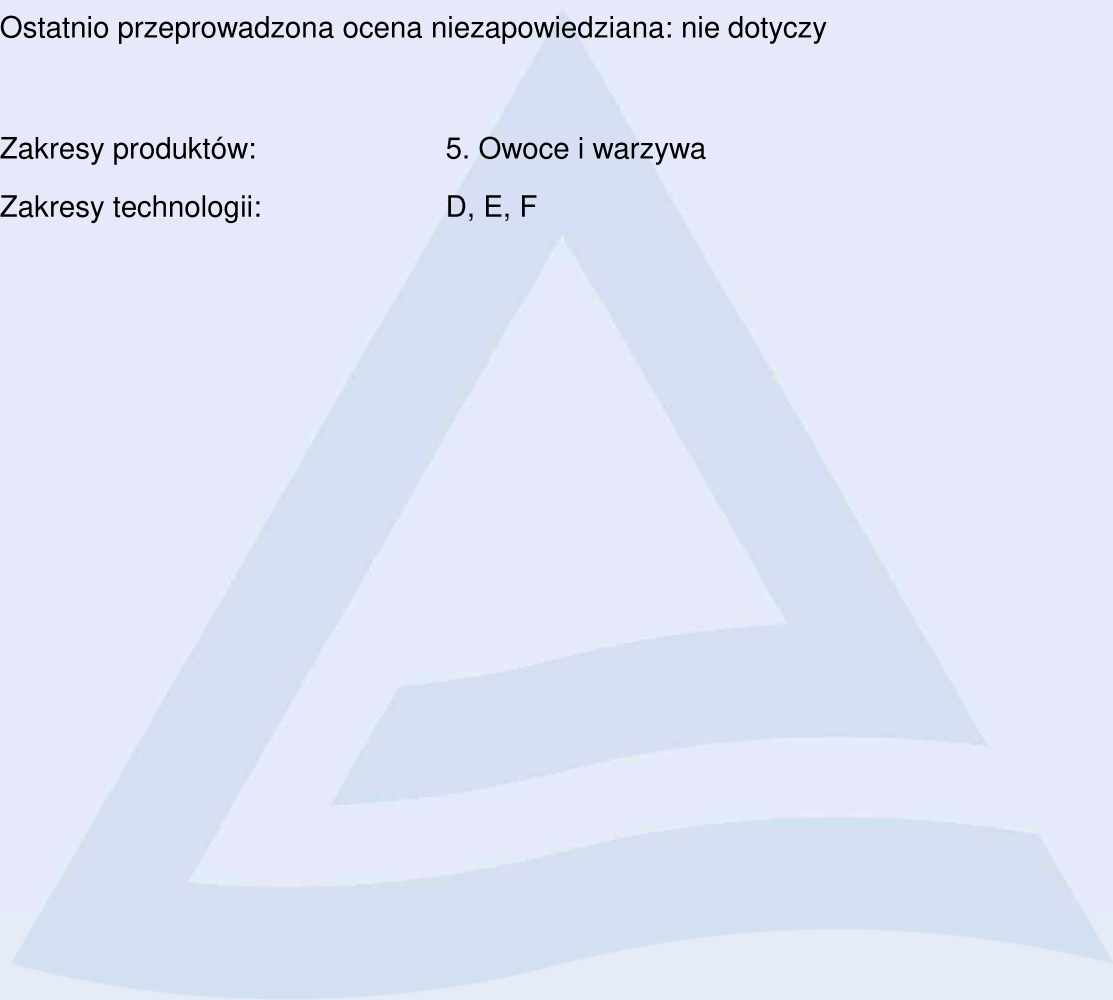 Ostatnio przeprowadzona ocena niezapowiedziana: nie dotyczy
Zakresy produktów: 5. Owoce i warzywa
Zakresy technologii: D, E, F